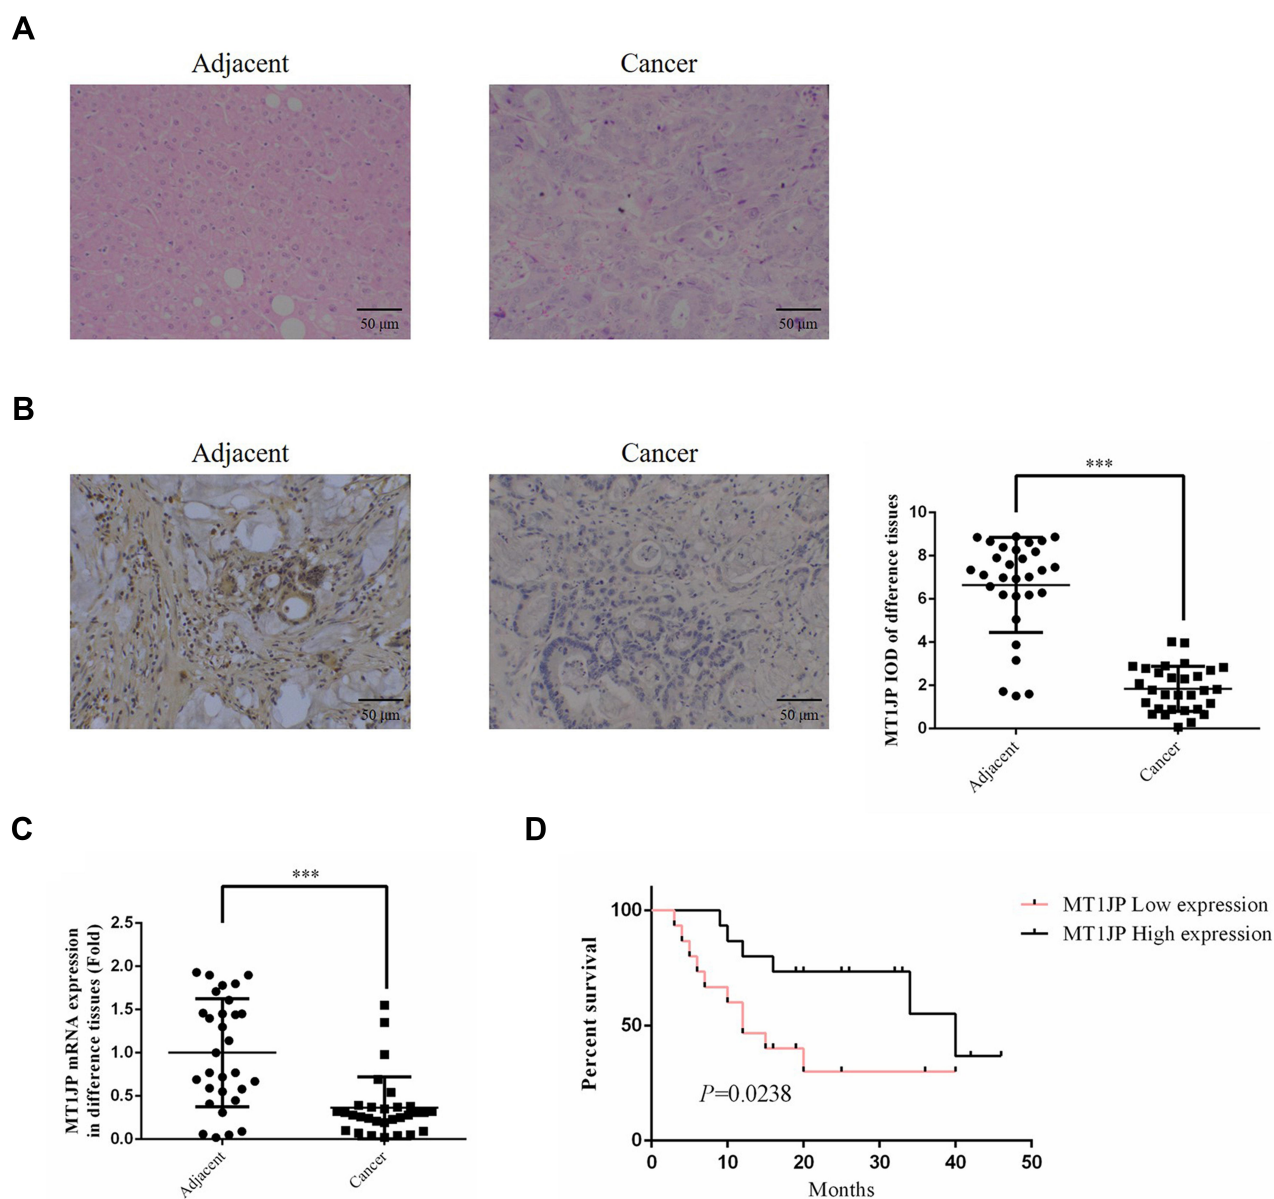 A
Adjacent
Cancer
50 µm
50 µm
B
Adjacent
Cancer
50 µm
50 µm
***
MT1JP IOD of dfference tissues
10
8
6
4
2
0
Adjacent
Cancer
C
***
MT1JP mRNA expression
in difference tissues (Fold)
2.5
2.0
1.5
1.0
0.5
0.0
Adjacent
Cancer
D
MT1JP Low expression
MT1JP High expression
Percent survival
100
50
0
P=0.0238
0 10 20 30 40 50
Months